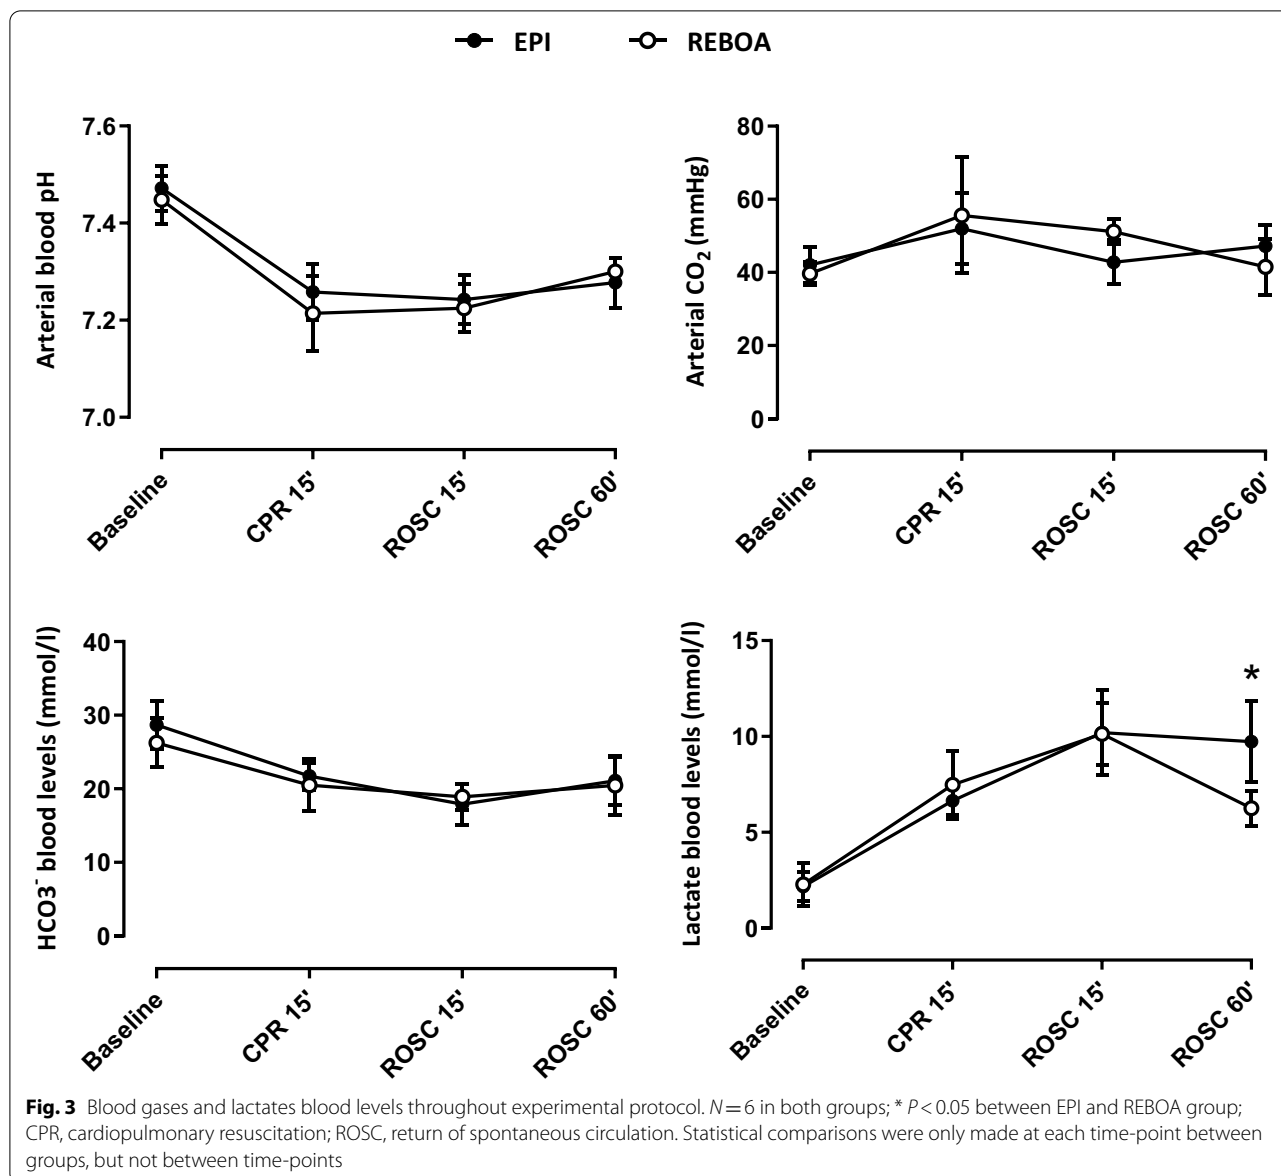 EPI REBOA
Arterial blood pH
7.6
7.4
7.2
7.0
Baseline
CPR 15'
ROSC 15'
ROSC 60'
Arterial CO2 (mmHg)
80
60
40
20
0
Baseline
CPR 15'
ROSC 15'
ROSC 60'
HCO3- blood levels (mmol/l)
40
30
20
10
0
Baseline
CPR 15'
ROSC 15'
ROSC 60'
Lactate blood levels (mmol/l)
15
10
5
0
*
Baseline
CPR 15'
ROSC 15'
ROSC 60'
Fig. 3 Blood gases and lactates blood levels throughout experimental protocol. N = 6 in both groups; * P < 0.05 between EPI and REBOA group;
CPR, cardiopulmonary resuscitation; ROSC, return of spontaneous circulation. Statistical comparisons were only made at each time-point between
groups, but not between time-points